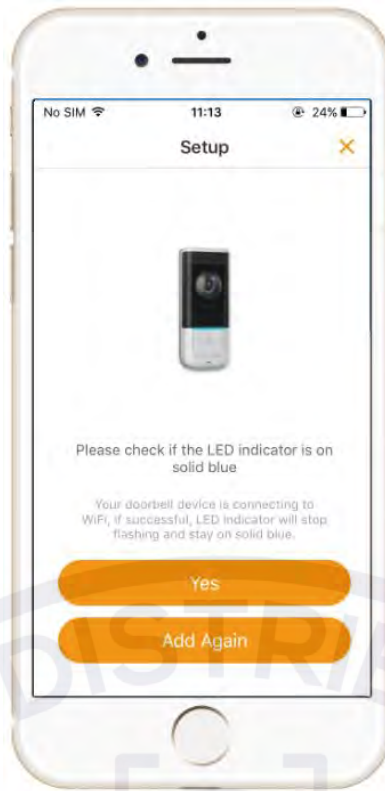 No SIM 11:13 24%
Setup
Please check if the LED indicator is on
solid blue
Your doorbell device is connecting to
WiFi, if successful, LED indicator will stop
flashing and stay on solid blue.
Yes
Add Again